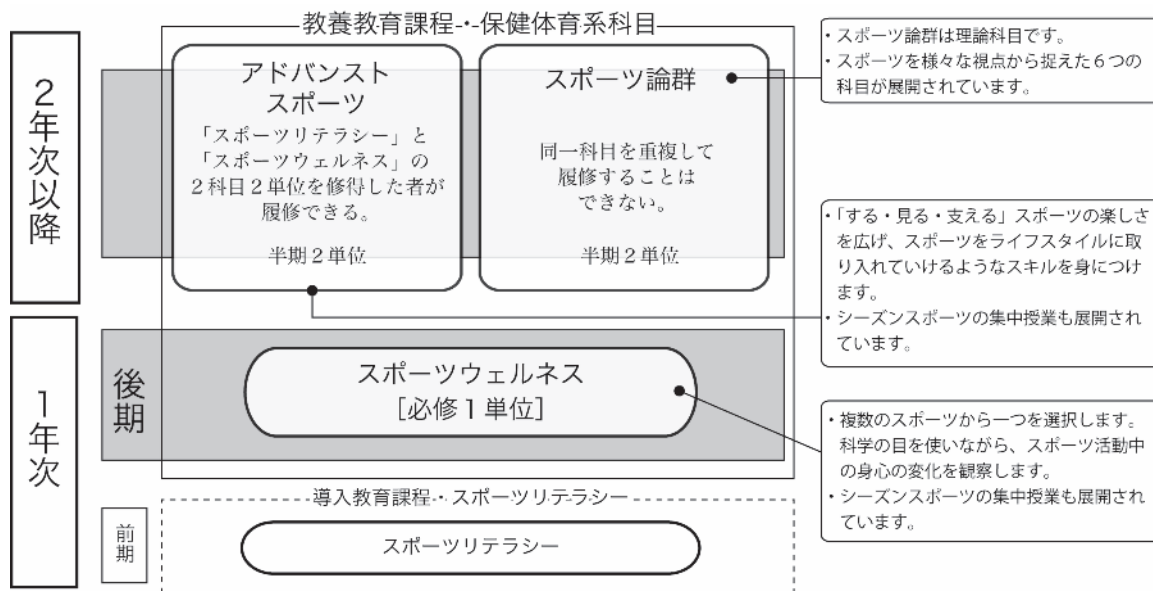 教養教育課程・保健体育系科目
2年次以降
アドバンスト
スポーツ
「スポーツリテラシー」と
「スポーツウェルネス」の
2科目2単位を修得した者が
履修できる。
半期2単位
スポーツ論群
同一科目を重複して
履修することは
できない。
半期2単位
・スポーツ論群は理論科目です。
・スポーツを様々な視点から捉えた6つの
科目が展開されています。
・「する・見る・支える」スポーツの楽しさ
を広げ、スポーツをライフスタイルに取
り入れていけるようなスキルを身につけ
ます。
・シーズンスポーツの集中授業も展開され
ています。
1年次
後期
スポーツウェルネス
[必修1単位]
・複数のスポーツから一つを選択します。
科学の目を使いながら、スポーツ活動中
の身心の変化を観察します。
・シーズンスポーツの集中授業も展開され
ています。
導入教育課程・スポーツリテラシー
前期
スポーツリテラシー